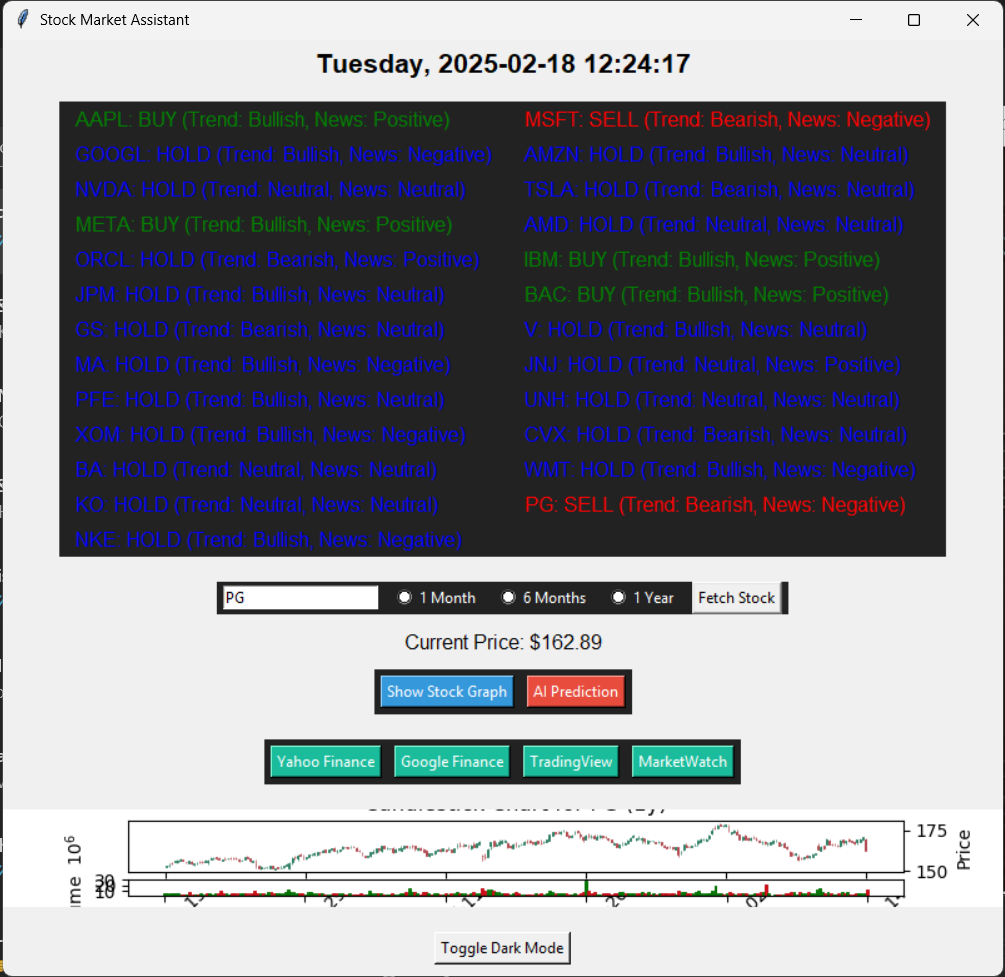 Stock Market Assistant
Tuesday, 2025-02-18 12:24:17
AAPL: BUY (Trend: Bullish, News: Positive)
MSFT: SELL (Trend: Bearish, News: Negative)
GOOGL: HOLD (Trend: Bullish, News: Negative)
AMZN: HOLD (Trend: Bullish, News: Neutral)
NVDA: HOLD (Trend: Neutral, News: Neutral)
TSLA: HOLD (Trend: Bearish, News: Neutral)
META: BUY (Trend: Bullish, News: Positive)
AMD: HOLD (Trend: Neutral, News: Neutral)
ORCL: HOLD (Trend: Bearish, News: Positive)
IBM: BUY (Trend: Bullish, News: Positive)
JPM: HOLD (Trend: Bullish, News: Neutral)
BAC: BUY (Trend: Bullish, News: Positive)
GS: HOLD (Trend: Bearish, News: Neutral)
V: HOLD (Trend: Bullish, News: Neutral)
MA: HOLD (Trend: Bullish, News: Negative)
JNJ: HOLD (Trend: Neutral, News: Positive)
PFE: HOLD (Trend: Bullish, News: Neutral)
UNH: HOLD (Trend: Neutral, News: Neutral)
XOM: HOLD (Trend: Bullish, News: Negative)
CVX: HOLD (Trend: Bearish, News: Neutral)
BA: HOLD (Trend: Neutral, News: Neutral)
WMT: HOLD (Trend: Bullish, News: Negative)
KO: HOLD (Trend: Neutral, News: Neutral)
PG: SELL (Trend: Bearish, News: Negative)
NKE: HOLD (Trend: Bullish, News: Negative)
PG 1 Month 6 Months 1 Year Fetch Stock
Current Price: $162.89
Show Stock Graph AI Prediction
Yahoo Finance Google Finance TradingView MarketWatch
175
Price
150
10⁶
Toggle Dark Mode